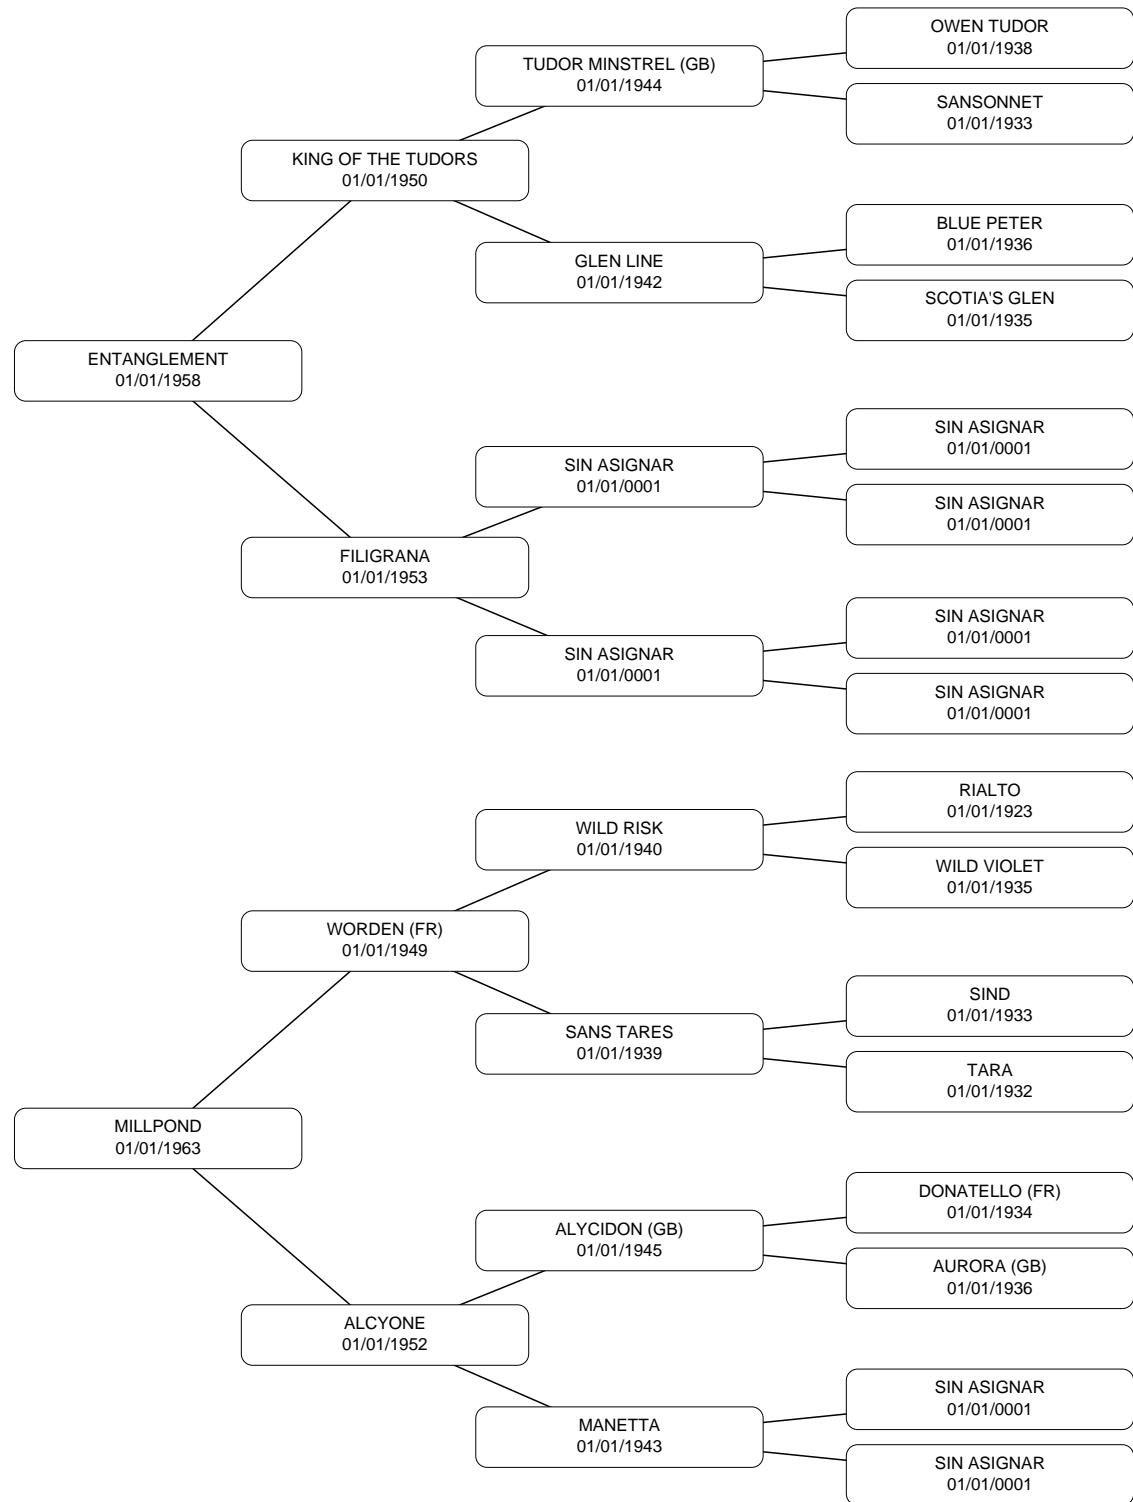 OWEN TUDOR
01/01/1938
TUDOR MINSTREL (GB)
01/01/1944
SANSONNET
01/01/1933
KING OF THE TUDORS
01/01/1950
BLUE PETER
01/01/1936
GLEN LINE
01/01/1942
SCOTIA'S GLEN
01/01/1935
ENTANGLEMENT
01/01/1958
SIN ASIGNAR
01/01/0001
SIN ASIGNAR
01/01/0001
SIN ASIGNAR
01/01/0001
FILIGRANA
01/01/1953
SIN ASIGNAR
01/01/0001
SIN ASIGNAR
01/01/0001
SIN ASIGNAR
01/01/0001
RIALTO
01/01/1923
WILD RISK
01/01/1940
WILD VIOLET
01/01/1935
WORDEN (FR)
01/01/1949
SIND
01/01/1933
SANS TARES
01/01/1939
TARA
01/01/1932
MILLPOND
01/01/1963
DONATELLO (FR)
01/01/1934
ALYCIDON (GB)
01/01/1945
AURORA (GB)
01/01/1936
ALCYONE
01/01/1952
SIN ASIGNAR
01/01/0001
MANETTA
01/01/1943
SIN ASIGNAR
01/01/0001